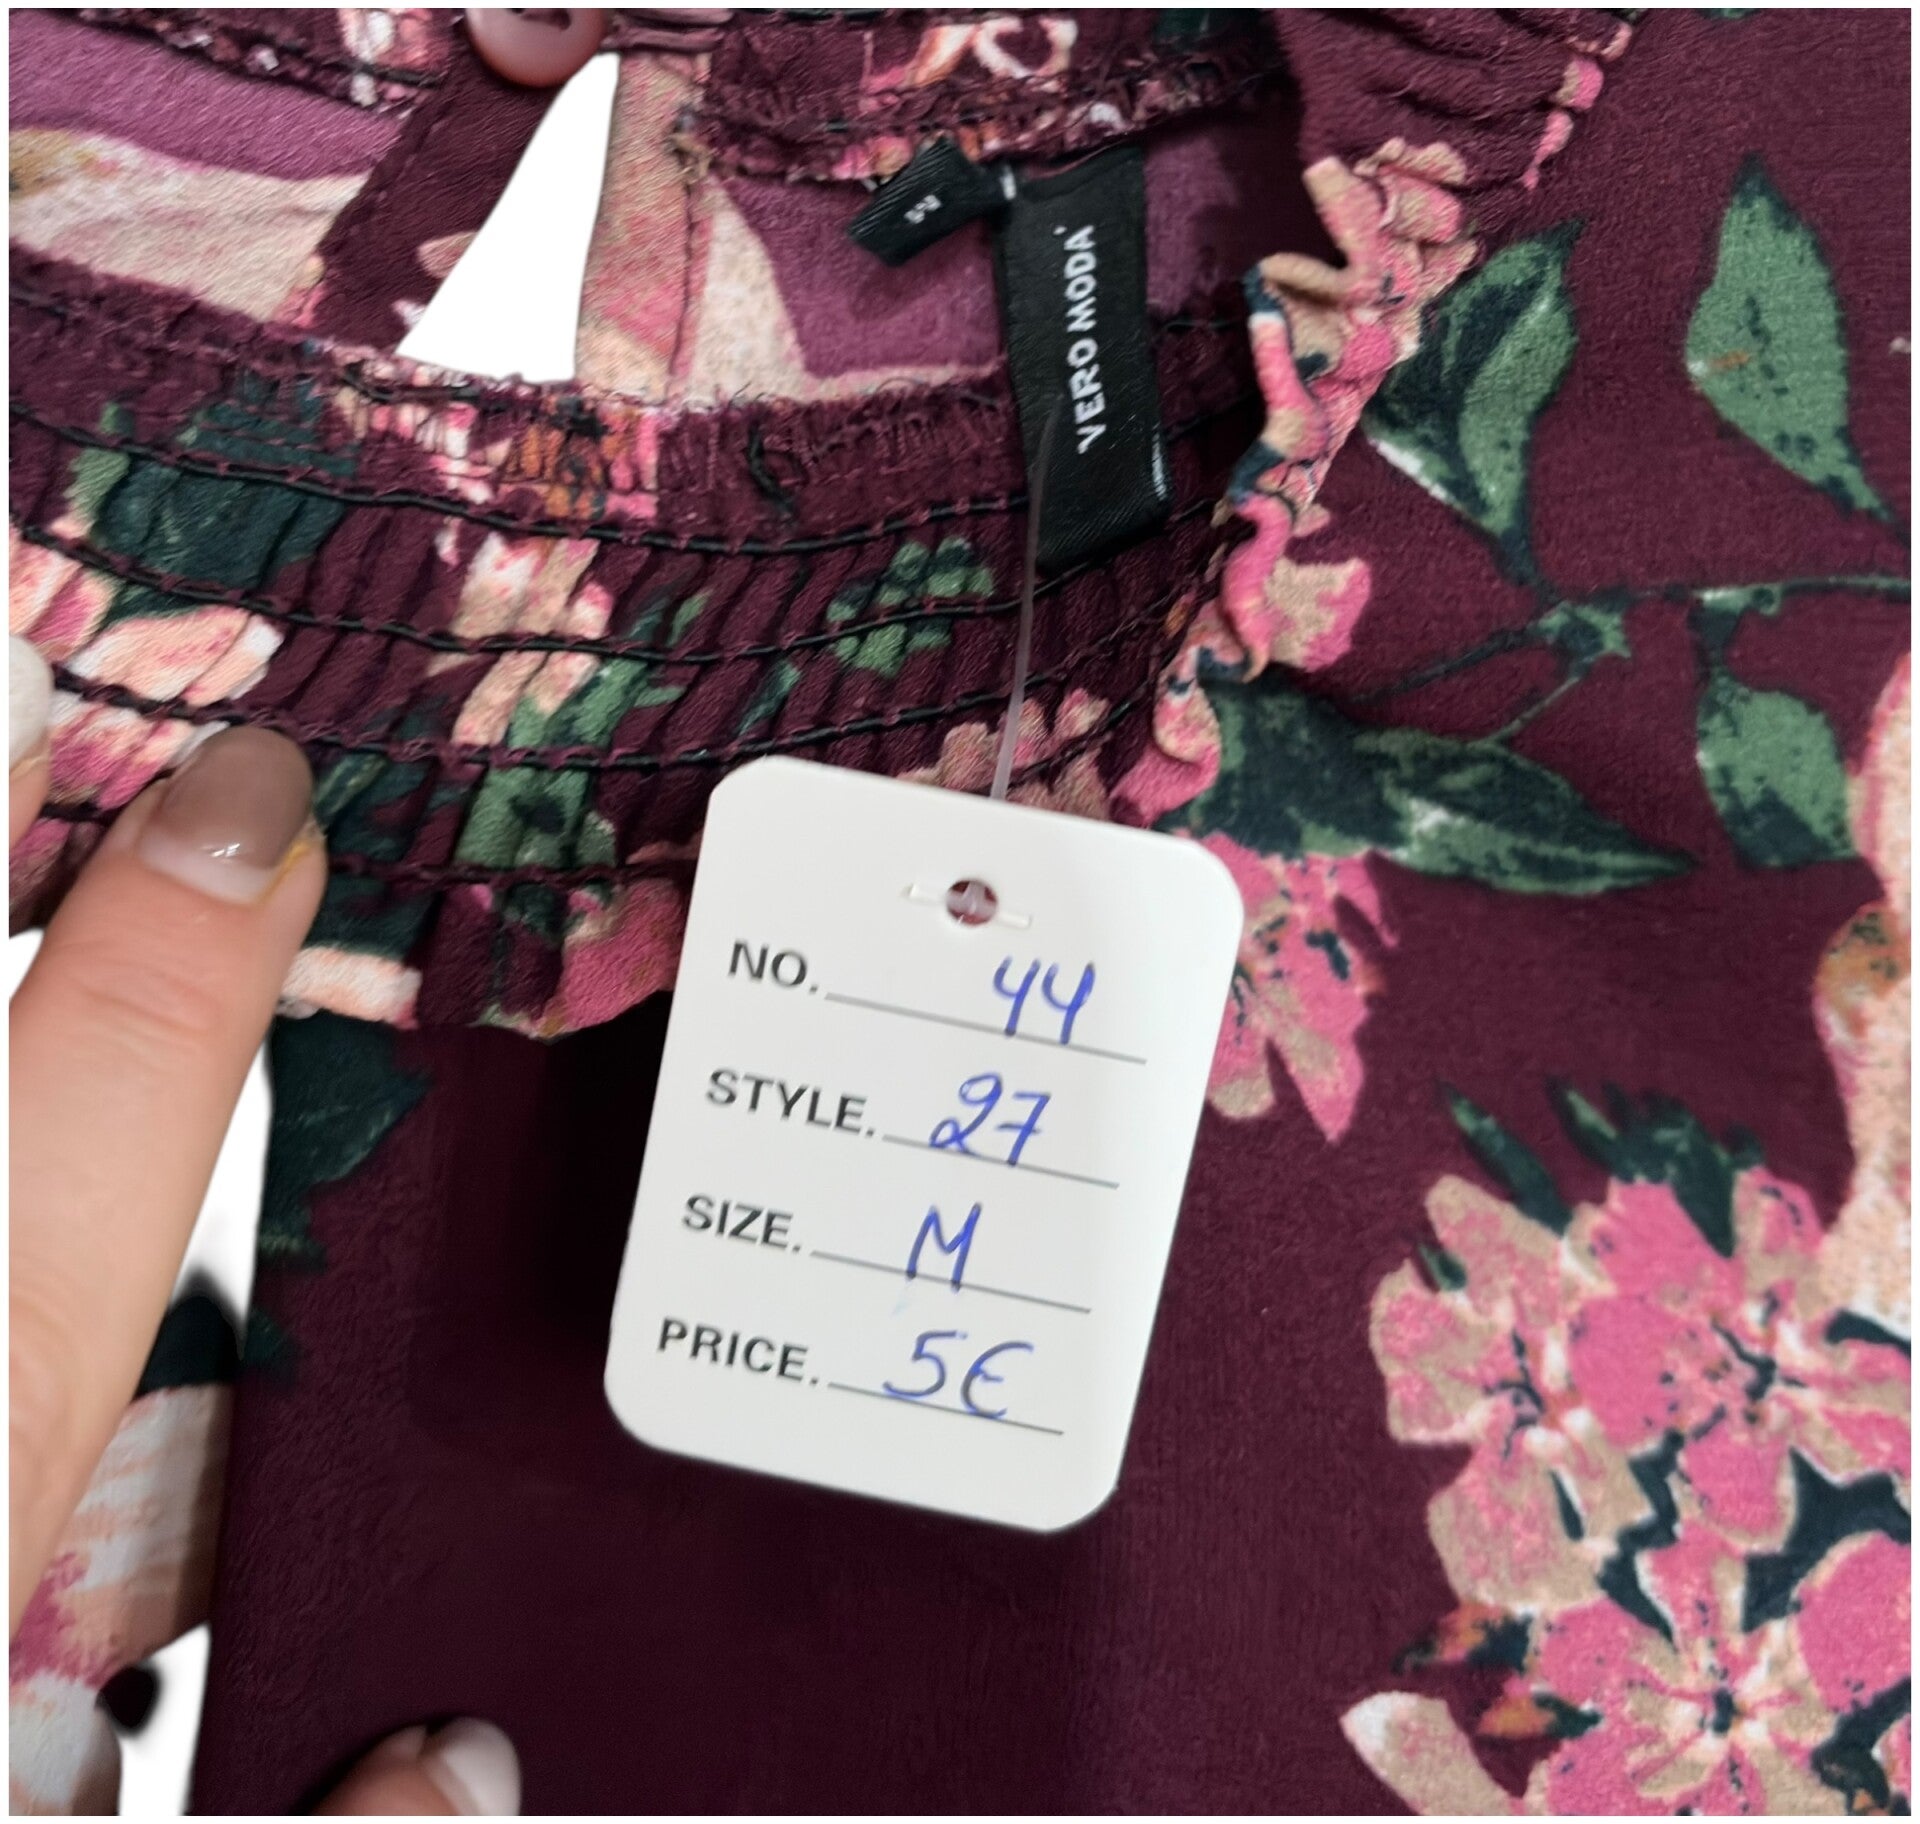 M
VERO MODA
NO. 44
STYLE. 27
SIZE. M
PRICE. 5€